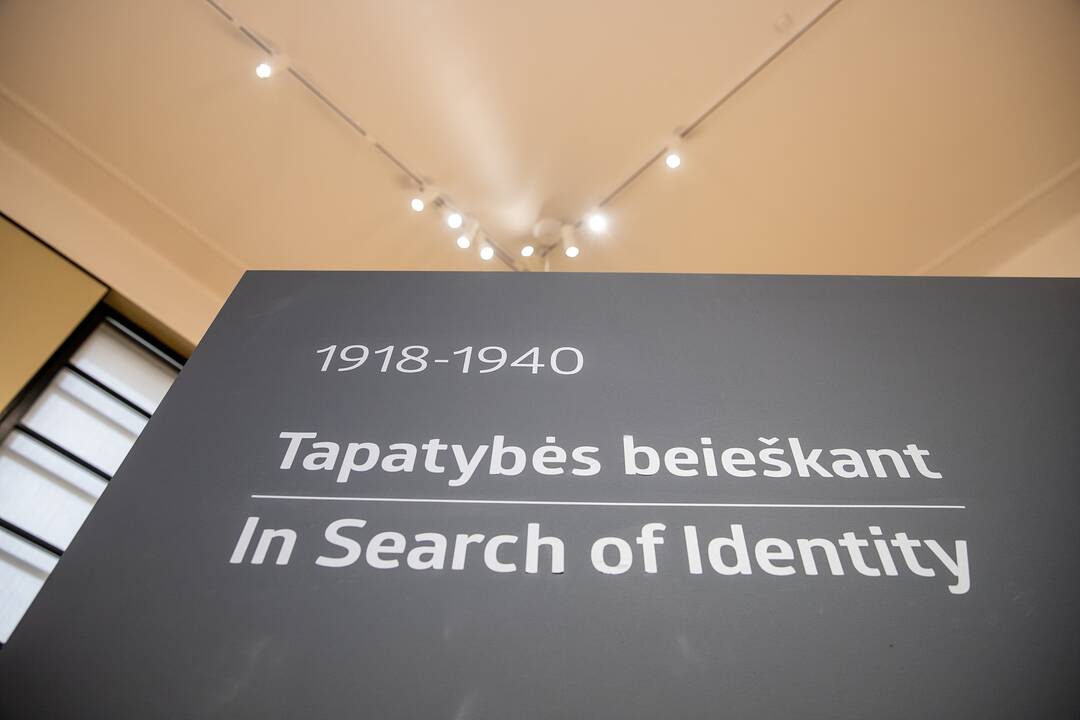 1918-1940
Tapatybės beieškant
In Search of Identity